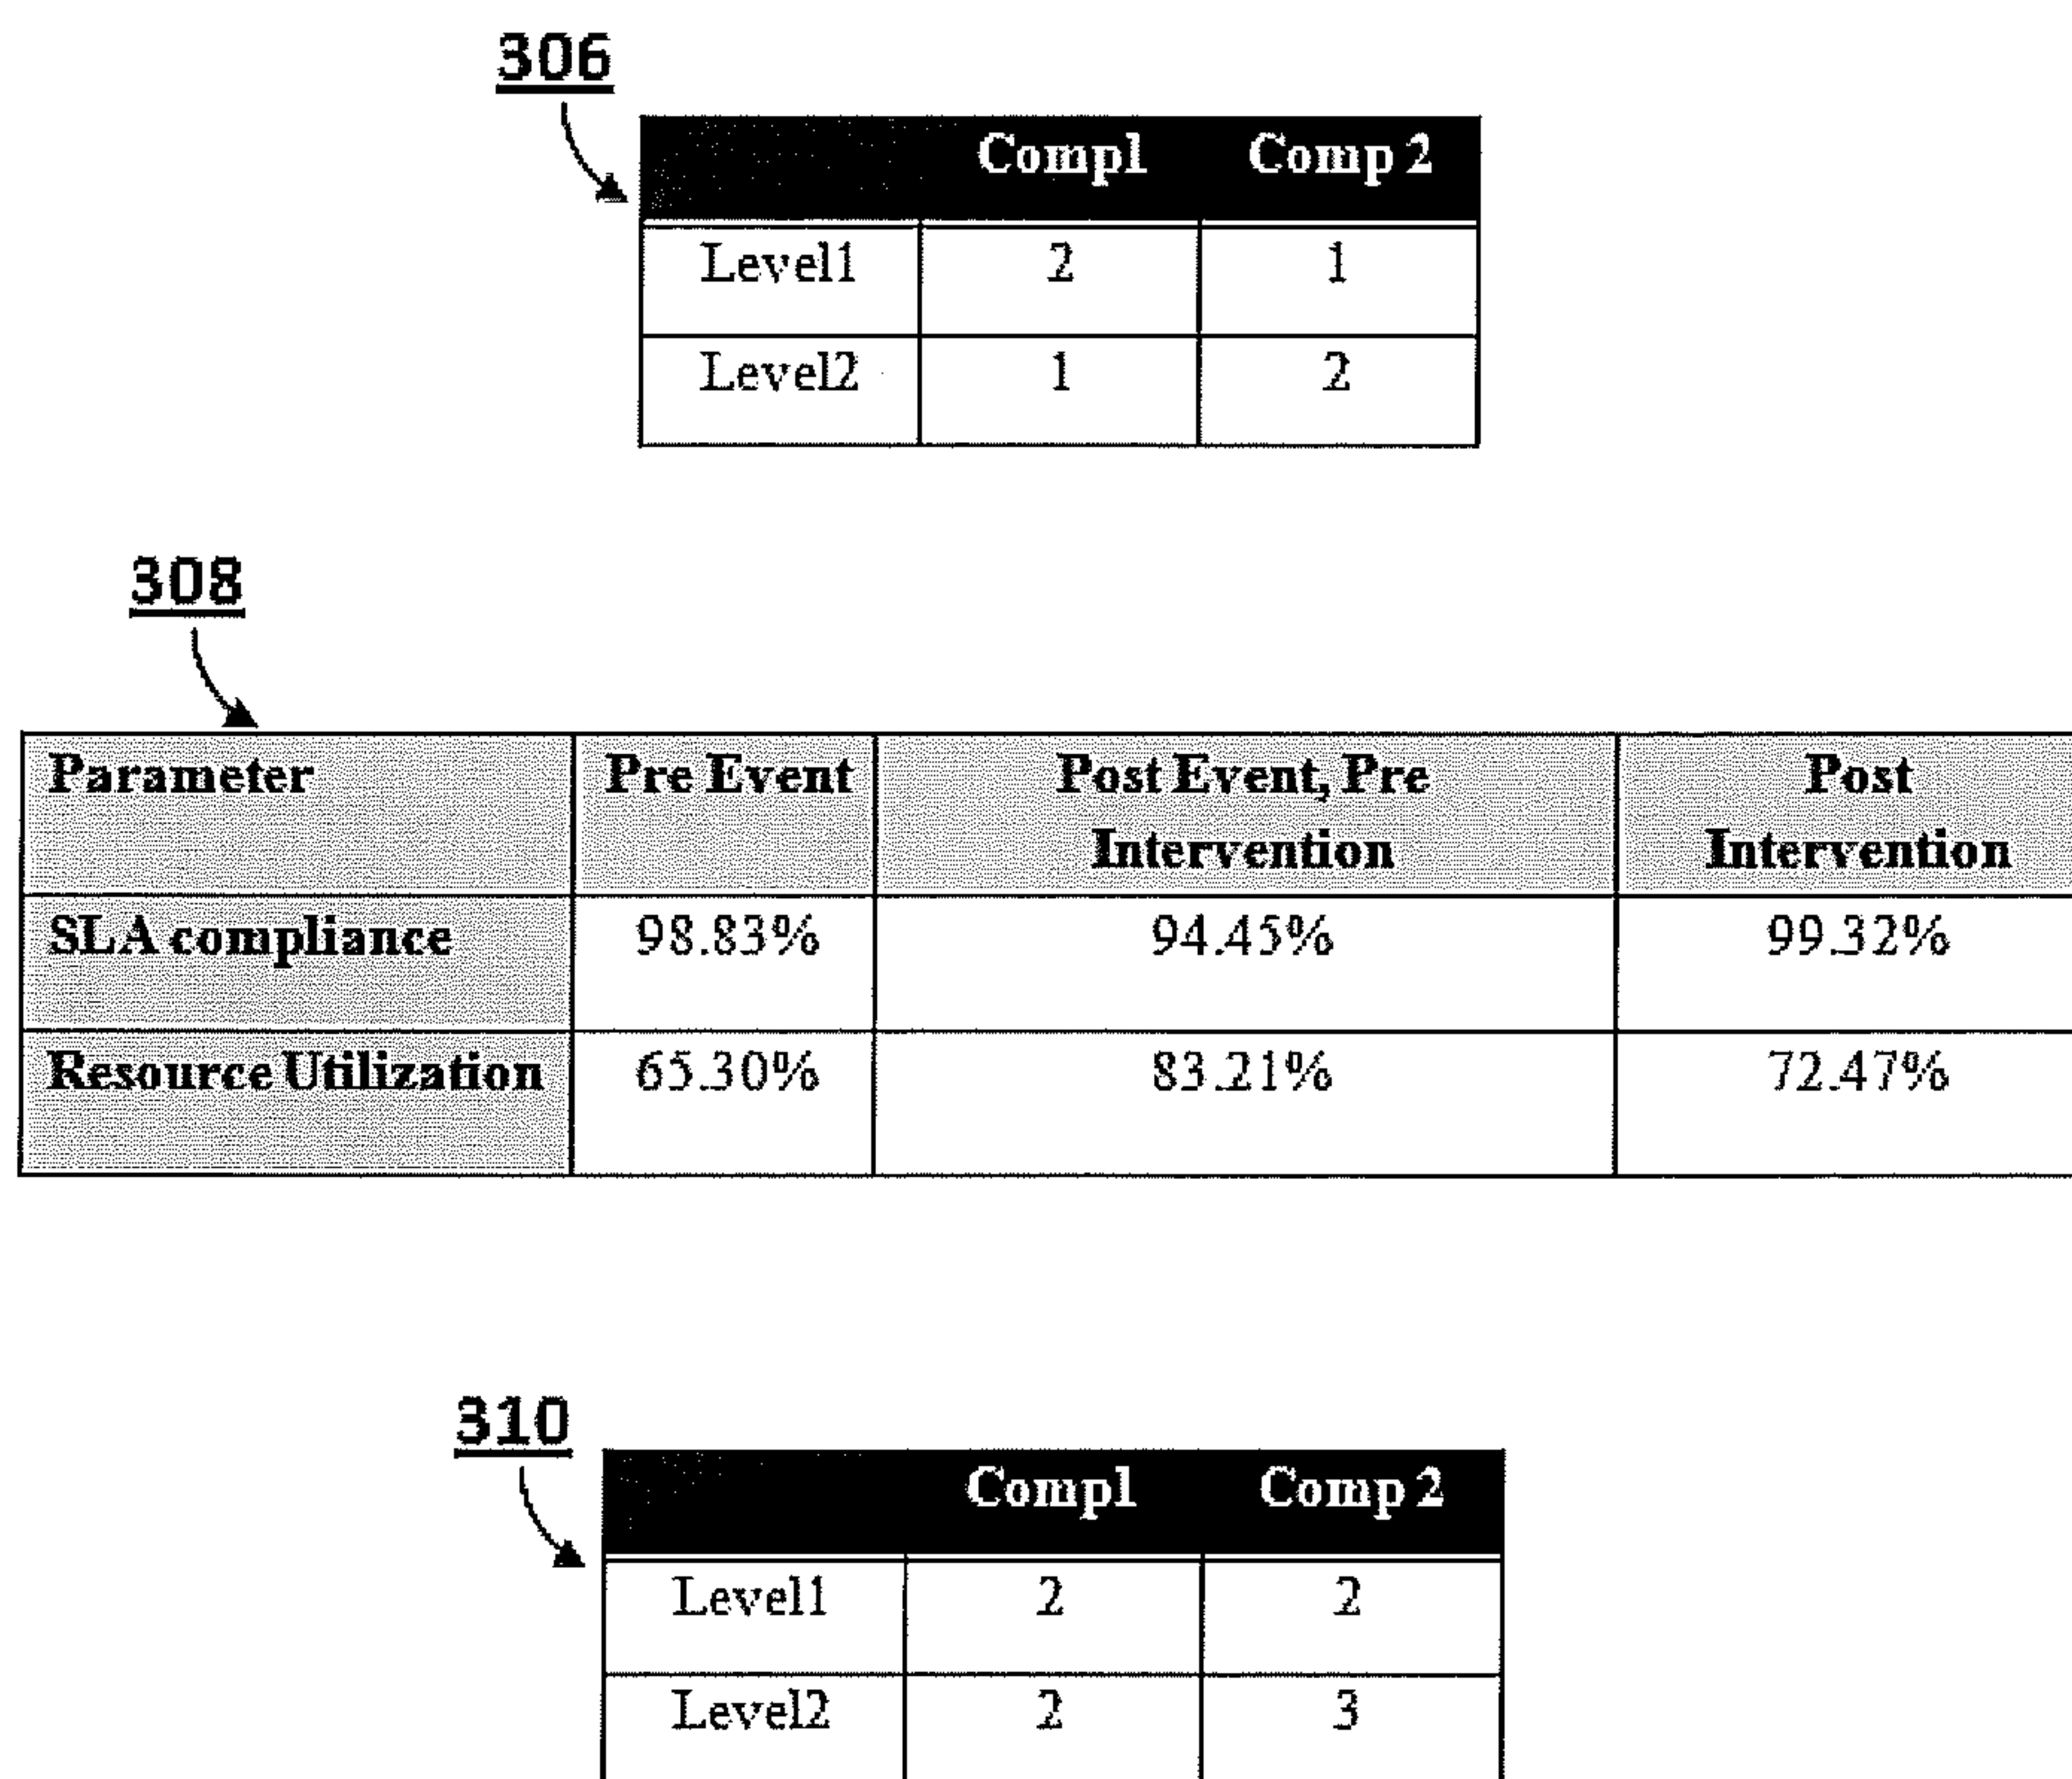 306
Comp1 Comp 2
Level1 2 1
Level2 1 2
308
Parameter Pre Event Post Event, Pre Post
Intervention Intervention
SLA compliance 98.83% 94.45% 99.32%
Resource Utilization 65.30% 83.21% 72.47%
310
Comp1 Comp 2
Level1 2 2
Level2 2 3